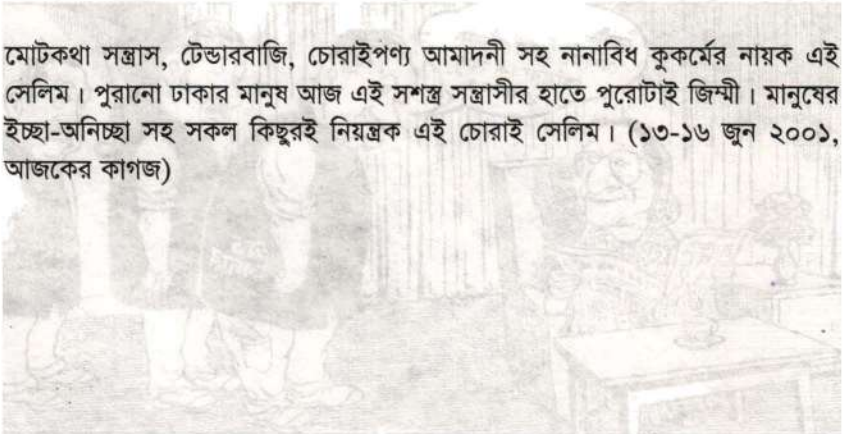 মোটকথা সন্ত্রাস, টেন্ডারবাজি, চোরাইপণ্য আমাদনী সহ নানাবিধ কুকর্মের নায়ক এই
সেলিম। পুরানো ঢাকার মানুষ আজ এই সশস্ত্র সন্ত্রাসীর হাতে পুরোটাই জিম্মী। মানুষের
ইচ্ছা-অনিচ্ছা সহ সকল কিছুরই নিয়ন্ত্রক এই চোরাই সেলিম। (১৩-১৬ জুন ২০০১,
আজকের কাগজ)